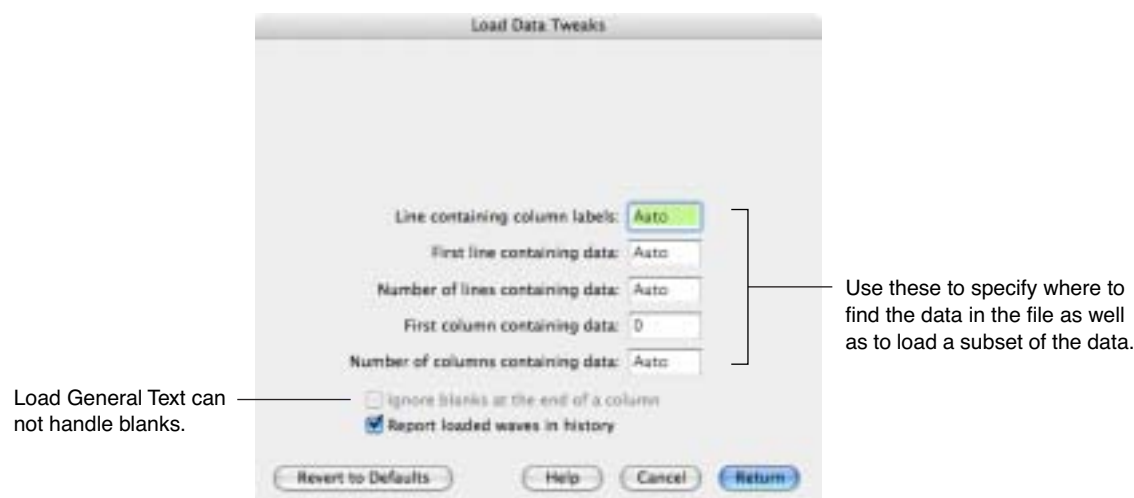 Load Data Tweaks
Line containing column labels: Auto
First line containing data: Auto
Number of lines containing data: Auto
First column containing data: 0
Number of columns containing data: Auto
Use these to specify where to
find the data in the file as well
as to load a subset of the data.
Load General Text can
not handle blanks.
Ignore blanks at the end of a column
Report loaded waves in history
Revert to Defaults
Help
Cancel
Return